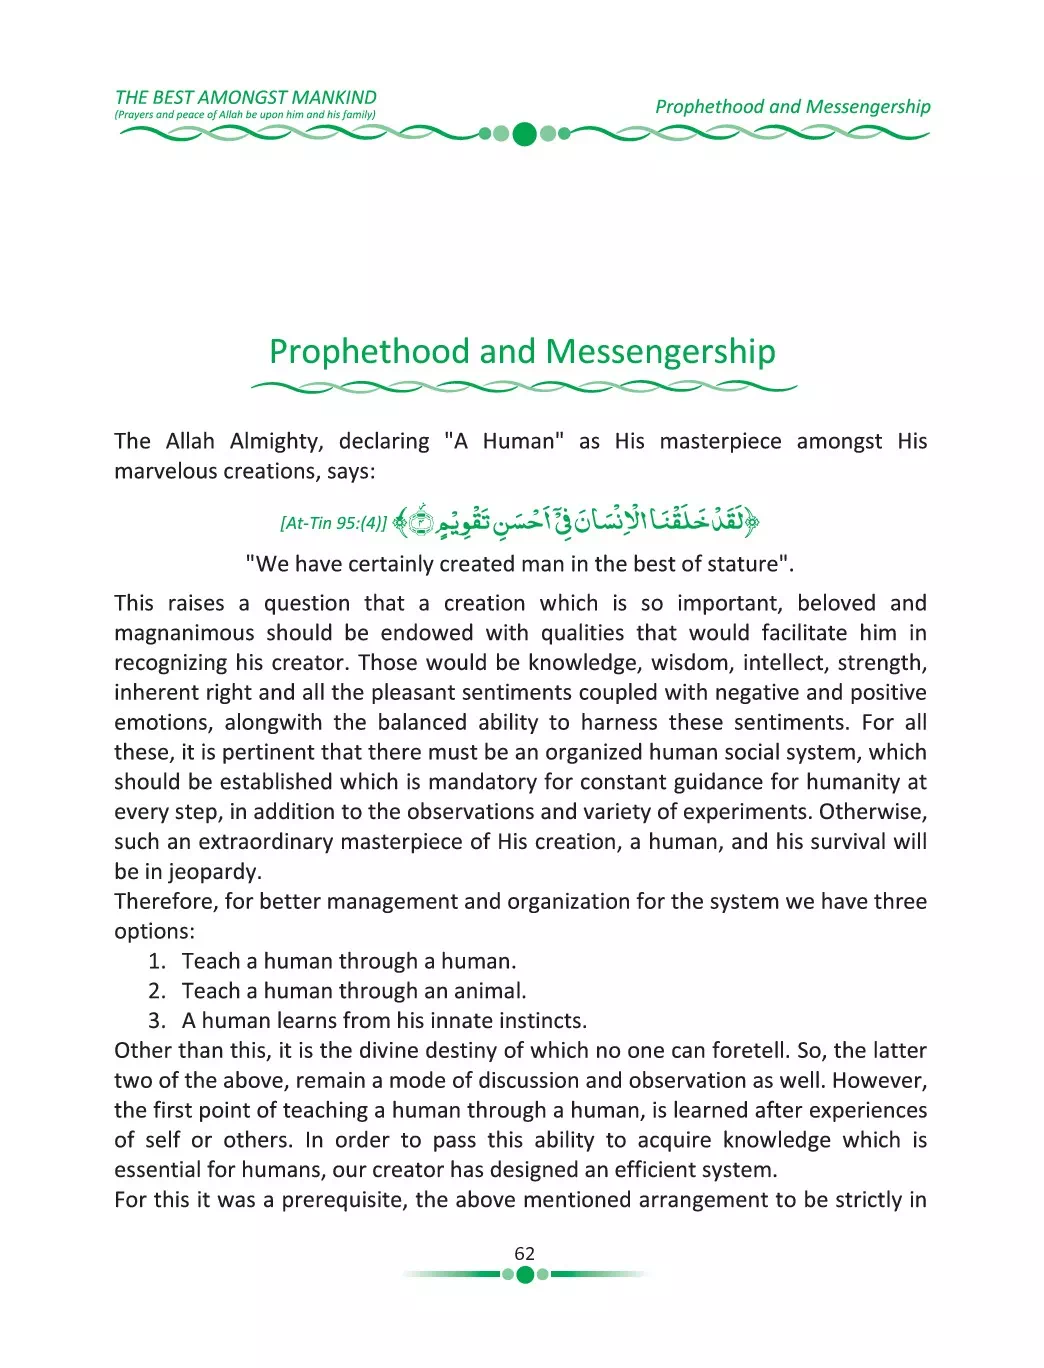 THE BEST AMONGST MANKIND
(Prayers and peace of Allah be upon him and his family)
Prophethood and Messengership
Prophethood and Messengership
The Allah Almighty, declaring "A Human" as His masterpiece amongst His
marvelous creations, says:
﴿لَقَدْ خَلَقْنَا الْاِنْسَانَ فِیْۤ اَحْسَنِ تَقْوِیْمٍ ۴﴾ [At-Tin 95:(4)]
"We have certainly created man in the best of stature".
This raises a question that a creation which is so important, beloved and
magnanimous should be endowed with qualities that would facilitate him in
recognizing his creator. Those would be knowledge, wisdom, intellect, strength,
inherent right and all the pleasant sentiments coupled with negative and positive
emotions, alongwith the balanced ability to harness these sentiments. For all
these, it is pertinent that there must be an organized human social system, which
should be established which is mandatory for constant guidance for humanity at
every step, in addition to the observations and variety of experiments. Otherwise,
such an extraordinary masterpiece of His creation, a human, and his survival will
be in jeopardy.
Therefore, for better management and organization for the system we have three
options:
1. Teach a human through a human.
2. Teach a human through an animal.
3. A human learns from his innate instincts.
Other than this, it is the divine destiny of which no one can foretell. So, the latter
two of the above, remain a mode of discussion and observation as well. However,
the first point of teaching a human through a human, is learned after experiences
of self or others. In order to pass this ability to acquire knowledge which is
essential for humans, our creator has designed an efficient system.
For this it was a prerequisite, the above mentioned arrangement to be strictly in
62